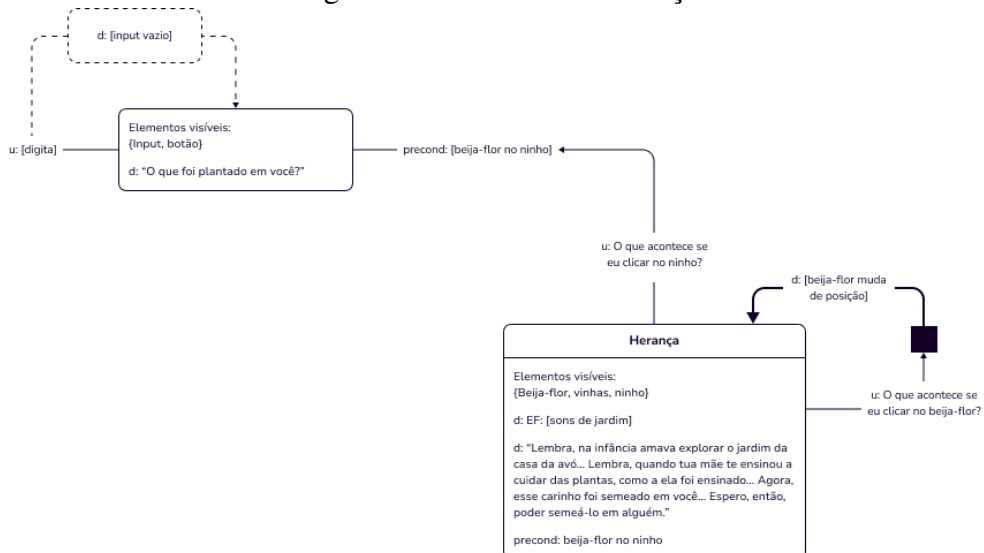 d: [input vazio]
Elementos visíveis:
{Input, botão}
d: “O que foi plantado em você?”
u: [digita]
precond: [beija-flor no ninho]
u: O que acontece se
eu clicar no ninho?
d: [beija-flor muda
de posição]
Herança
Elementos visíveis:
{Beija-flor, vinhas, ninho}
d: EF: [sons de jardim]
d: “Lembra, na infância amava explorar o jardim da
casa da avó... Lembra, quando tua mãe te ensinou a
cuidar das plantas, como a ela foi ensinado... Agora,
esse carinho foi semeado em você... Espero, então,
poder semeá-lo em alguém.”
precond: beija-flor no ninho
u: O que acontece se
eu clicar no beija-flor?